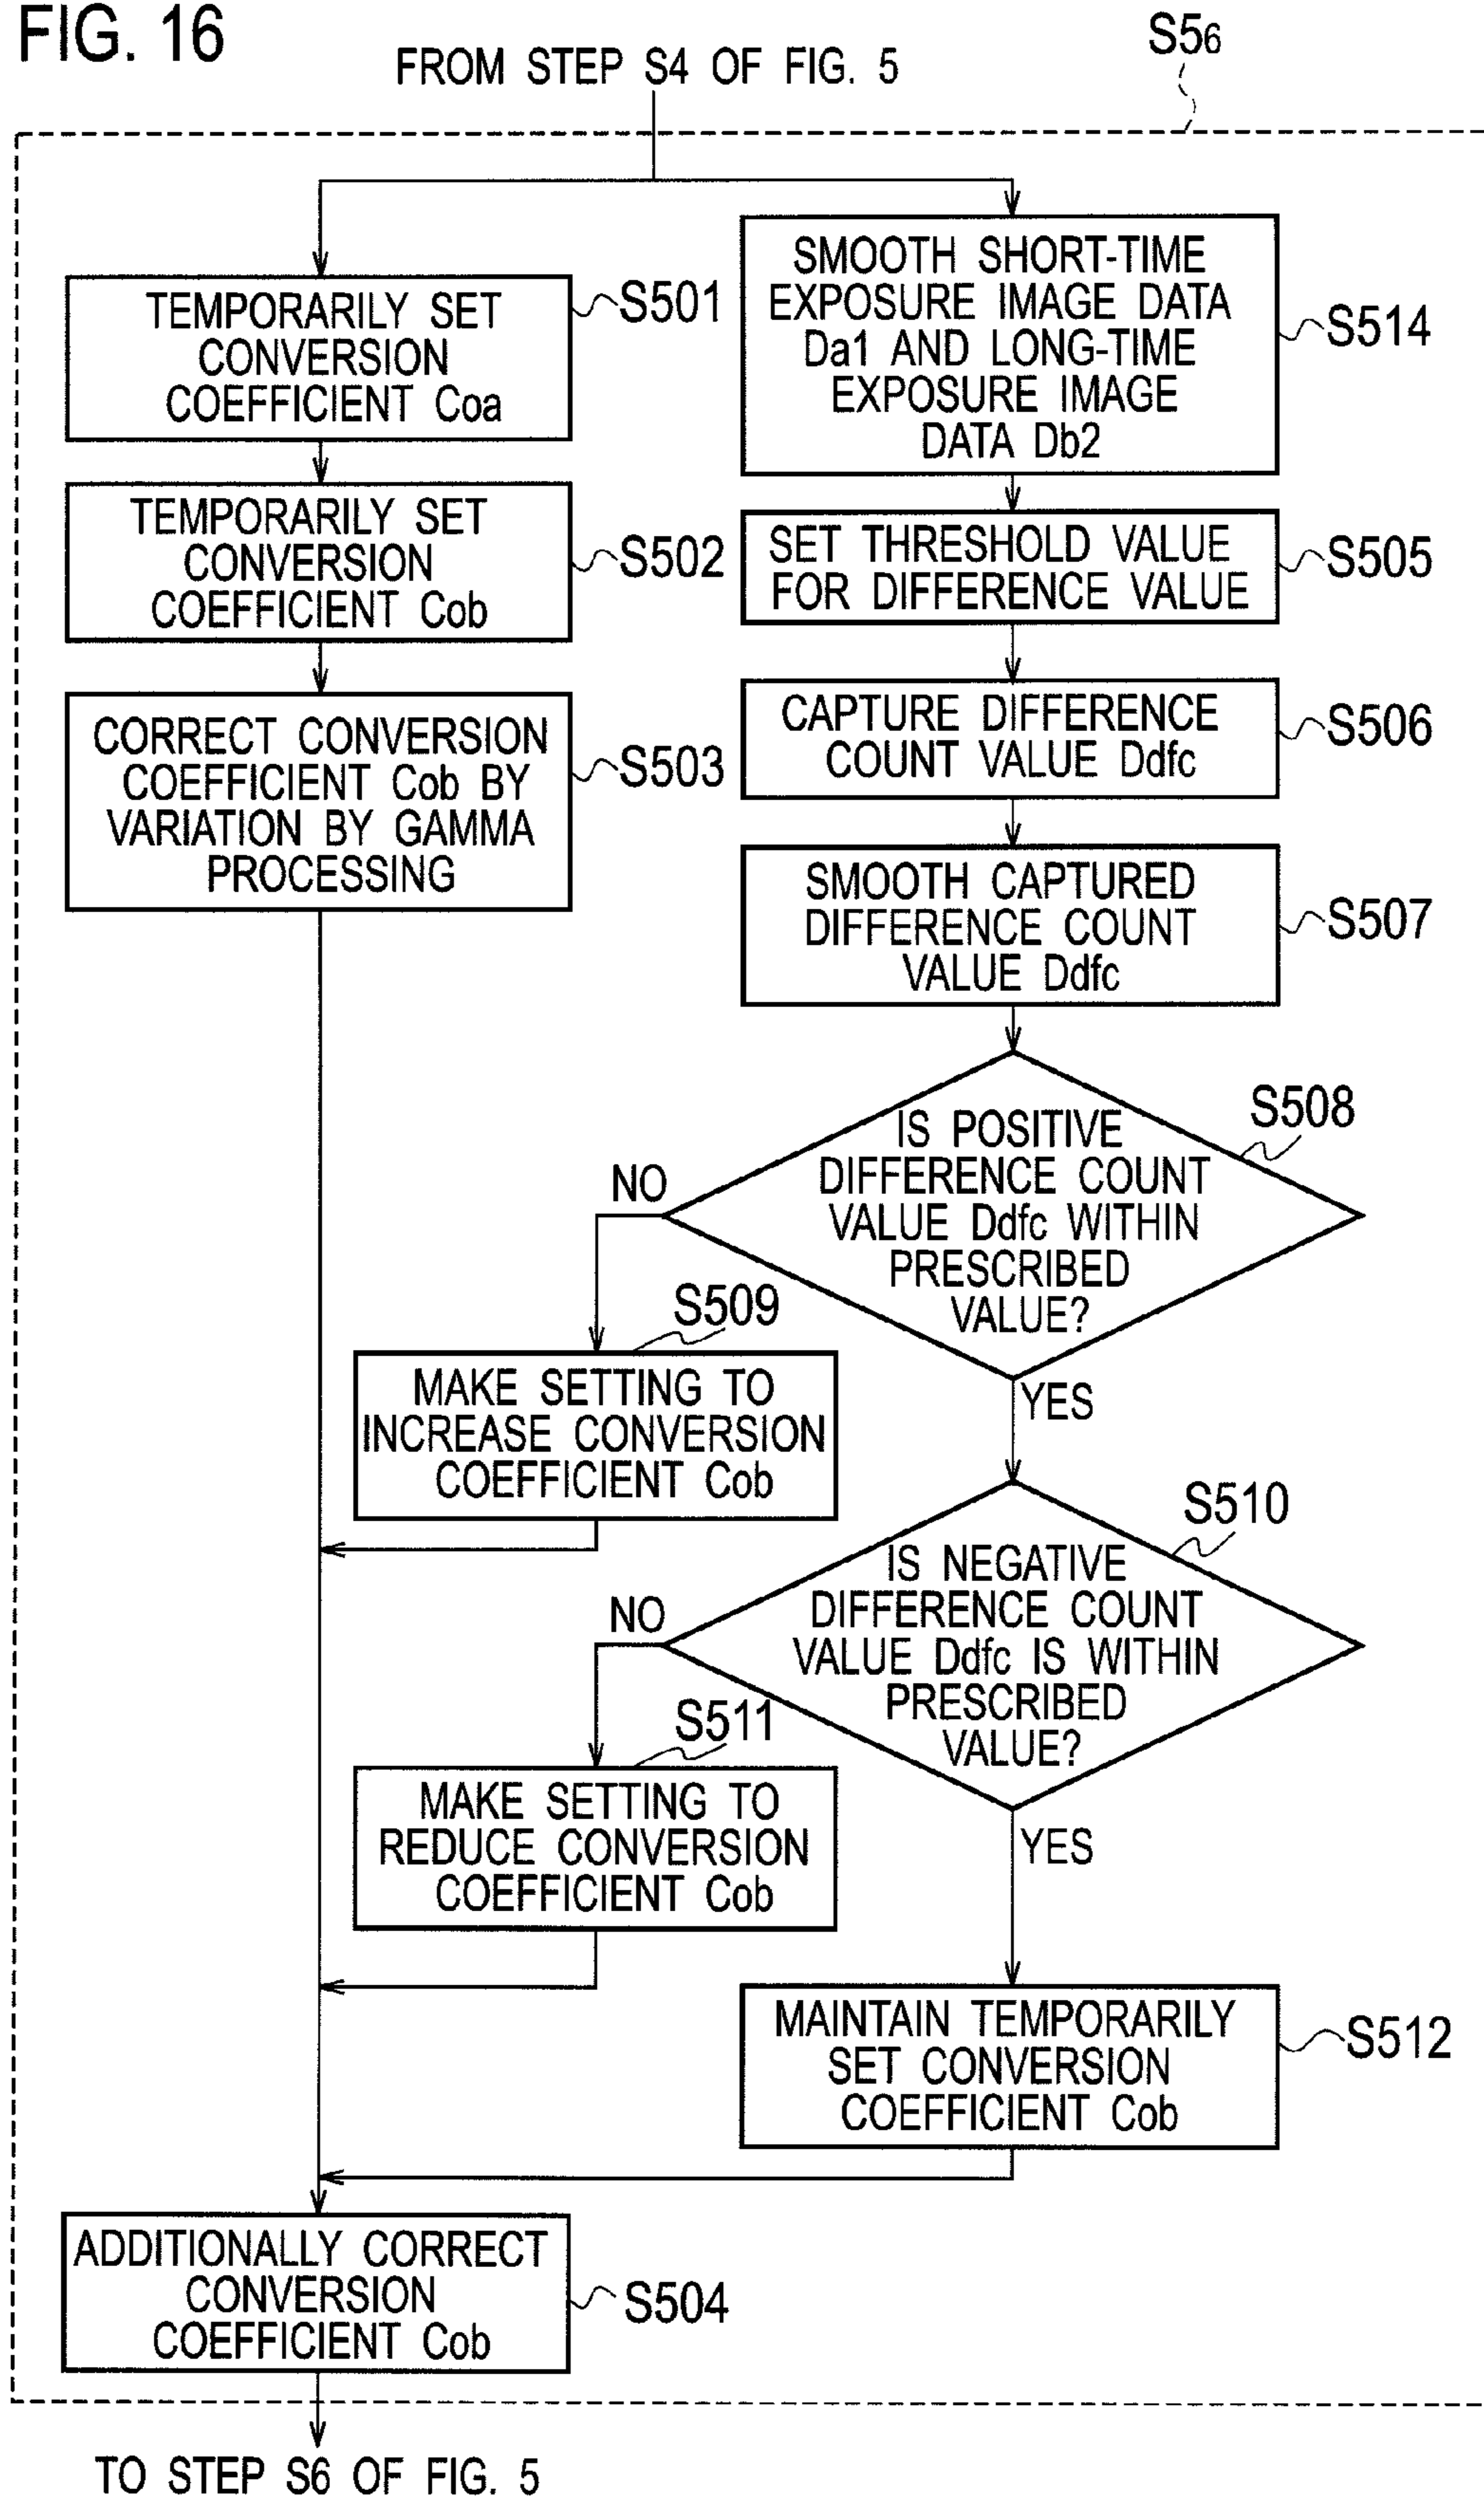 FIG. 16
FROM STEP S4 OF FIG. 5
S56
TEMPORARILY SET
CONVERSION
COEFFICIENT Coa
S501
TEMPORARILY SET
CONVERSION
COEFFICIENT Cob
S502
CORRECT CONVERSION
COEFFICIENT Cob BY
VARIATION BY GAMMA
PROCESSING
S503
SMOOTH SHORT-TIME
EXPOSURE IMAGE DATA
Da1 AND LONG-TIME
EXPOSURE IMAGE
DATA Db2
S514
SET THRESHOLD VALUE
FOR DIFFERENCE VALUE
S505
CAPTURE DIFFERENCE
COUNT VALUE Ddfc
S506
SMOOTH CAPTURED
DIFFERENCE COUNT
VALUE Ddfc
S507
IS POSITIVE
DIFFERENCE COUNT
VALUE Ddfc WITHIN
PRESCRIBED
VALUE?
S508
NO
YES
S509
MAKE SETTING TO
INCREASE CONVERSION
COEFFICIENT Cob
IS NEGATIVE
DIFFERENCE COUNT
VALUE Ddfc IS WITHIN
PRESCRIBED
VALUE?
S510
NO
YES
S511
MAKE SETTING TO
REDUCE CONVERSION
COEFFICIENT Cob
MAINTAIN TEMPORARILY
SET CONVERSION
COEFFICIENT Cob
S512
ADDITIONALLY CORRECT
CONVERSION
COEFFICIENT Cob
S504
TO STEP S6 OF FIG. 5